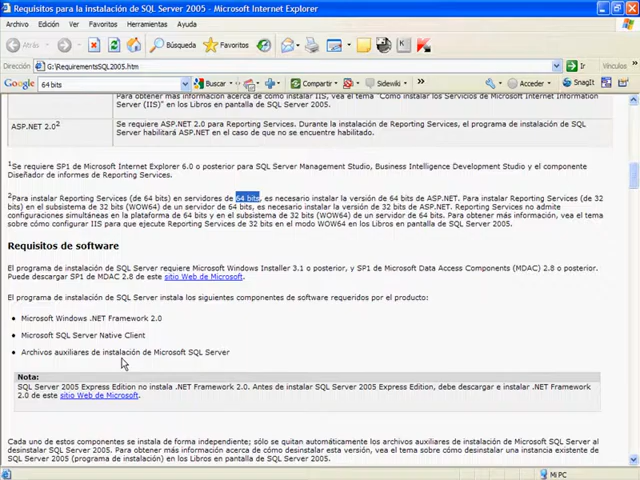 Requisitos para la instalación de SQL Server 2005 - Microsoft Internet Explorer
Archivo Edición Ver Favoritos Herramientas Ayuda
Atrás Búsqueda Favoritos
Dirección G:\RequirementsSQL2005.htm Ir Vínculos
Google 64 bits Buscar Compartir Sidewiki Acceder SnagIt
Para obtener más información acerca de cómo instalar IIS, vea el tema "Cómo instalar los Servicios de Microsoft Internet Information
Server (IIS)" en los Libros en pantalla de SQL Server 2005.
ASP.NET 2.0² Se requiere ASP.NET 2.0 para Reporting Services. Durante la instalación de Reporting Services, el programa de instalación de SQL
Server habilitará ASP.NET en el caso de que no se encuentre habilitado.
¹Se requiere SP1 de Microsoft Internet Explorer 6.0 o posterior para SQL Server Management Studio, Business Intelligence Development Studio y el componente
Diseñador de informes de Reporting Services.
²Para instalar Reporting Services (de 64 bits) en servidores de 64 bits, es necesario instalar la versión de 64 bits de ASP.NET. Para instalar Reporting Services (de 32
bits) en el subsistema de 32 bits (WOW64) de un servidor de 64 bits, es necesario instalar la versión de 32 bits de ASP.NET. Reporting Services no admite
configuraciones simultáneas en la plataforma de 64 bits y en el subsistema de 32 bits (WOW64) de un servidor de 64 bits. Para obtener más información, vea el tema
sobre cómo configurar IIS para que ejecute Reporting Services de 32 bits en el modo WOW64 en los Libros en pantalla de SQL Server 2005.
Requisitos de software
El programa de instalación de SQL Server requiere Microsoft Windows Installer 3.1 o posterior, y SP1 de Microsoft Data Access Components (MDAC) 2.8 o posterior.
Puede descargar SP1 de MDAC 2.8 de este sitio Web de Microsoft.
El programa de instalación de SQL Server instala los siguientes componentes de software requeridos por el producto:
• Microsoft Windows .NET Framework 2.0
• Microsoft SQL Server Native Client
• Archivos auxiliares de instalación de Microsoft SQL Server
Nota:
SQL Server 2005 Express Edition no instala .NET Framework 2.0. Antes de instalar SQL Server 2005 Express Edition, debe descargar e instalar .NET Framework
2.0 de este sitio Web de Microsoft.
Cada uno de estos componentes se instala de forma independiente; sólo se quitan automáticamente los archivos auxiliares de instalación de Microsoft SQL Server al
desinstalar SQL Server 2005. Para obtener más información acerca de cómo desinstalar esta versión, vea el tema sobre cómo desinstalar una instancia existente
de SQL Server 2005 (programa de instalación) en los Libros en pantalla de SQL Server 2005.
Mi PC